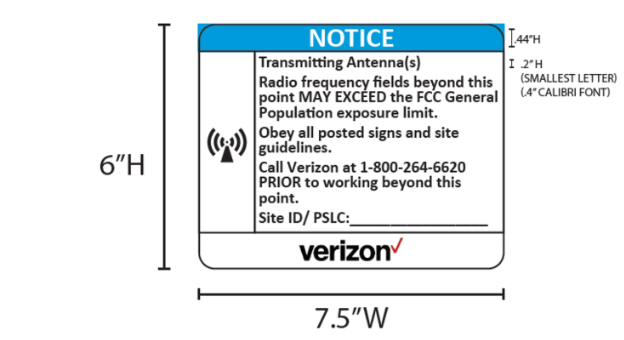 NOTICE
.44"H
Transmitting Antenna(s)
.2"H
(SMALLEST LETTER)
(.4" CALIBRI FONT)
Radio frequency fields beyond this
point MAY EXCEED the FCC General
Population exposure limit.
Obey all posted signs and site
guidelines.
Call Verizon at 1-800-264-6620
PRIOR to working beyond this
point.
Site ID/ PSLC:__________________
verizon✓
6"H
7.5"W